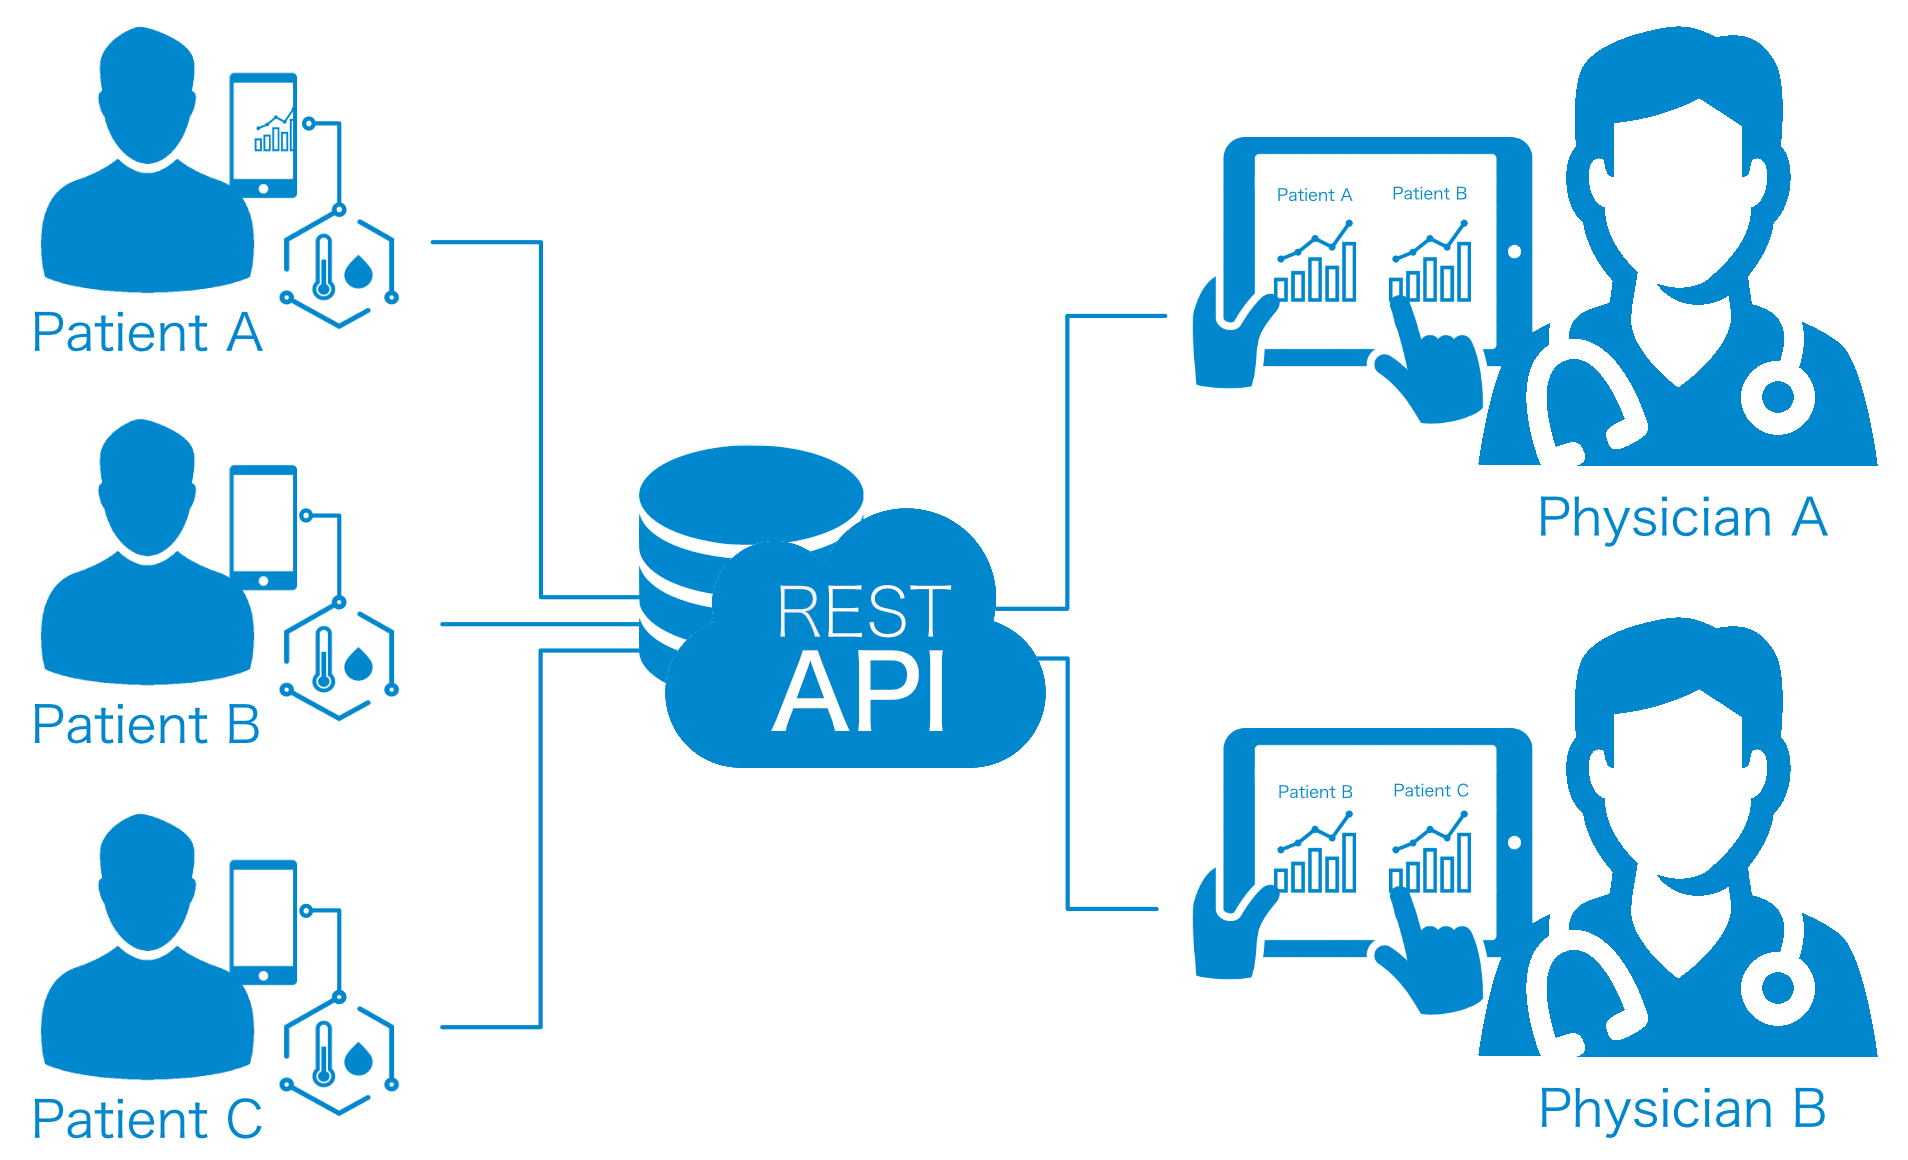 Patient A
Patient B
Patient C
REST
API
Patient A
Patient B
Physician A
Patient B
Patient C
Physician B